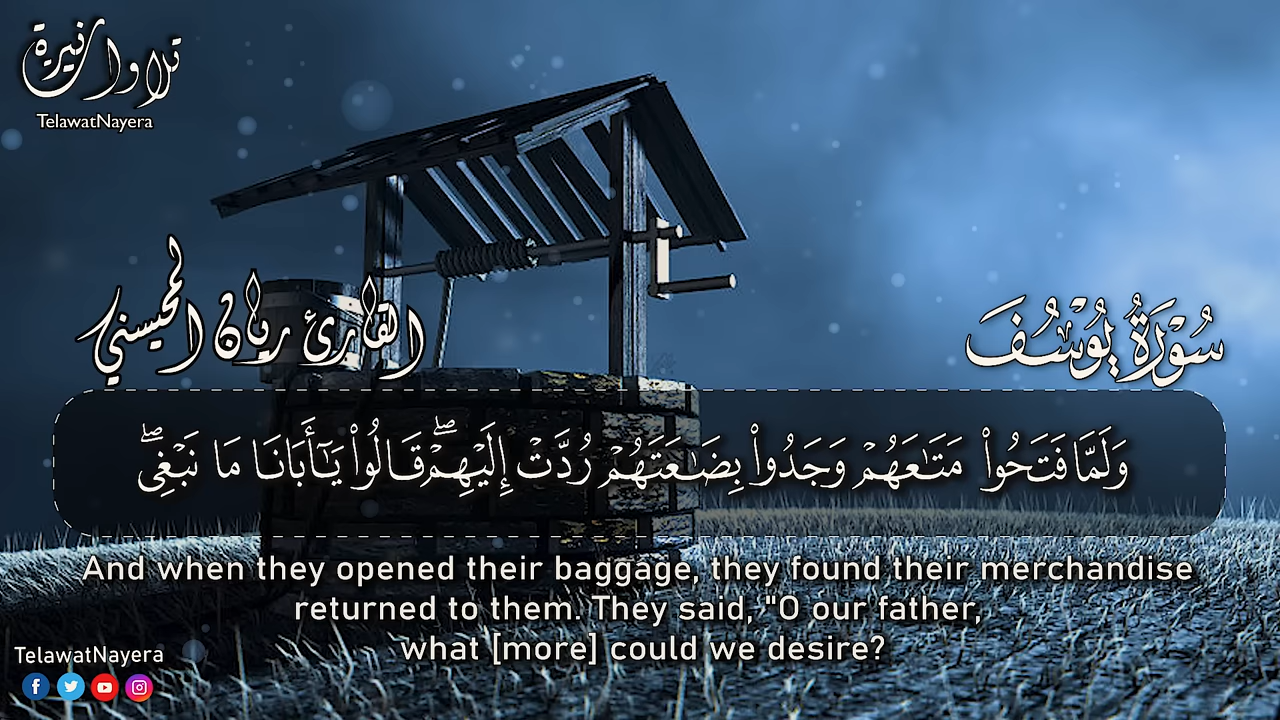 تلاوات نيرة
TelawatNayera
القارئ ريان المحيسني
سُورَةُ يُوسُفَ
وَلَمَّا فَتَحُوا۟ مَتَـٰعَهُمْ وَجَدُوا۟ بِضَـٰعَتَهُمْ رُدَّتْ إِلَيْهِمْ ۖ قَالُوا۟ يَـٰٓأَبَانَا مَا نَبْغِى ۖ
And when they opened their baggage, they found their merchandise
returned to them. They said, "O our father,
what [more] could we desire?
TelawatNayera